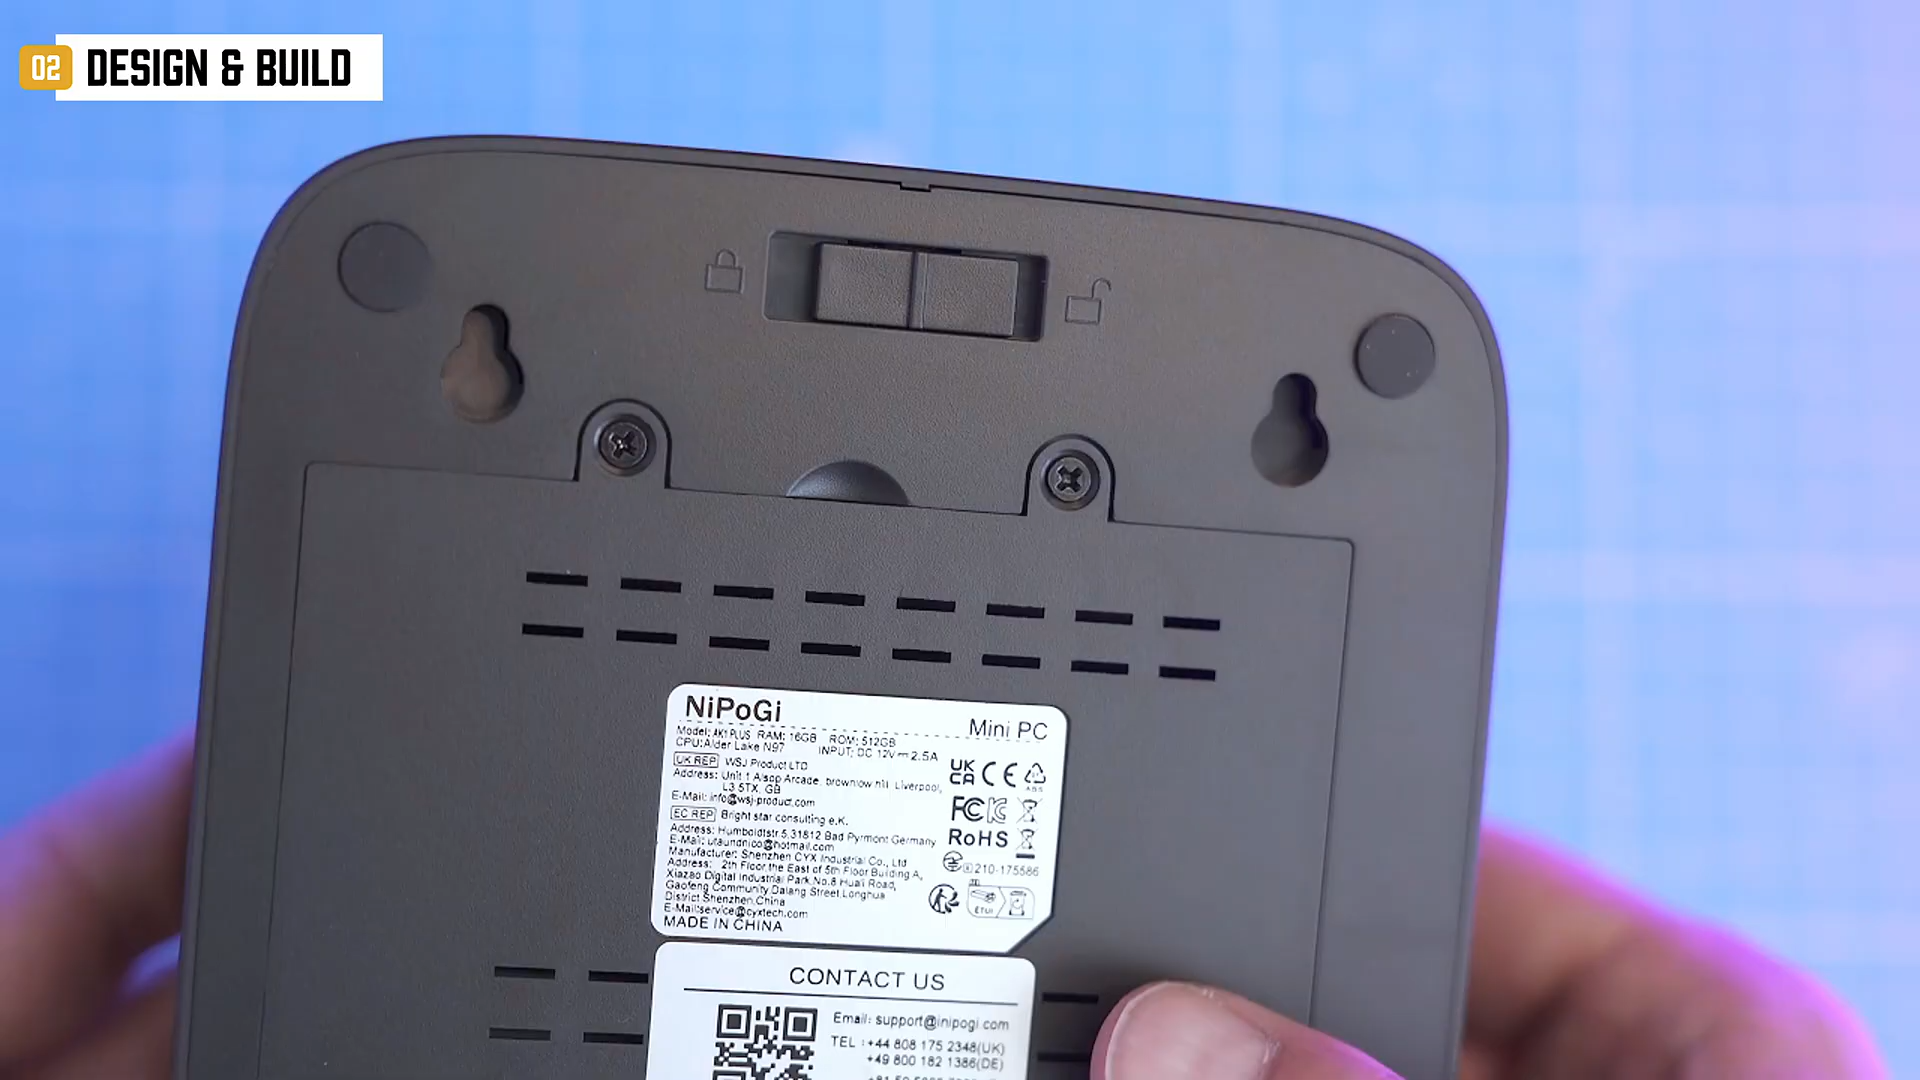 02 DESIGN & BUILD
NiPoGi
Mini PC
Model: AK1 PLUS RAM: 16GB ROM: 512GB
CPU:Alder Lake N97 INPUT: DC 12V⎓2.5A
UK REP WSJ Product LTD
Address: Unit 1 Alsop Arcade, brownlow hill, Liverpool,
L3 5TX, GB
E-Mail: info@wsj-product.com
EC REP Bright star consulting e.K.
Address: Humboldtstr 5,31812 Bad Pyrmont Germany
E-Mail: utaundnico@hotmail.com
Manufacturer: Shenzhen CYX Industrial Co., Ltd
Address: 2th Floor,the East of 5th Floor Building A,
Xiazao Digital Industrial Park,No.8 Huali Road,
Gaofeng Community,Dalang Street,Longhua
District,Shenzhen,China
E-Mail:service@cyxtech.com
MADE IN CHINA
UK CA CE
ABS
FC
RoHS
210-175586
ETUI
CONTACT US
Email: support@inipogi.com
TEL :+44 808 175 2348(UK)
+49 800 182 1386(DE)